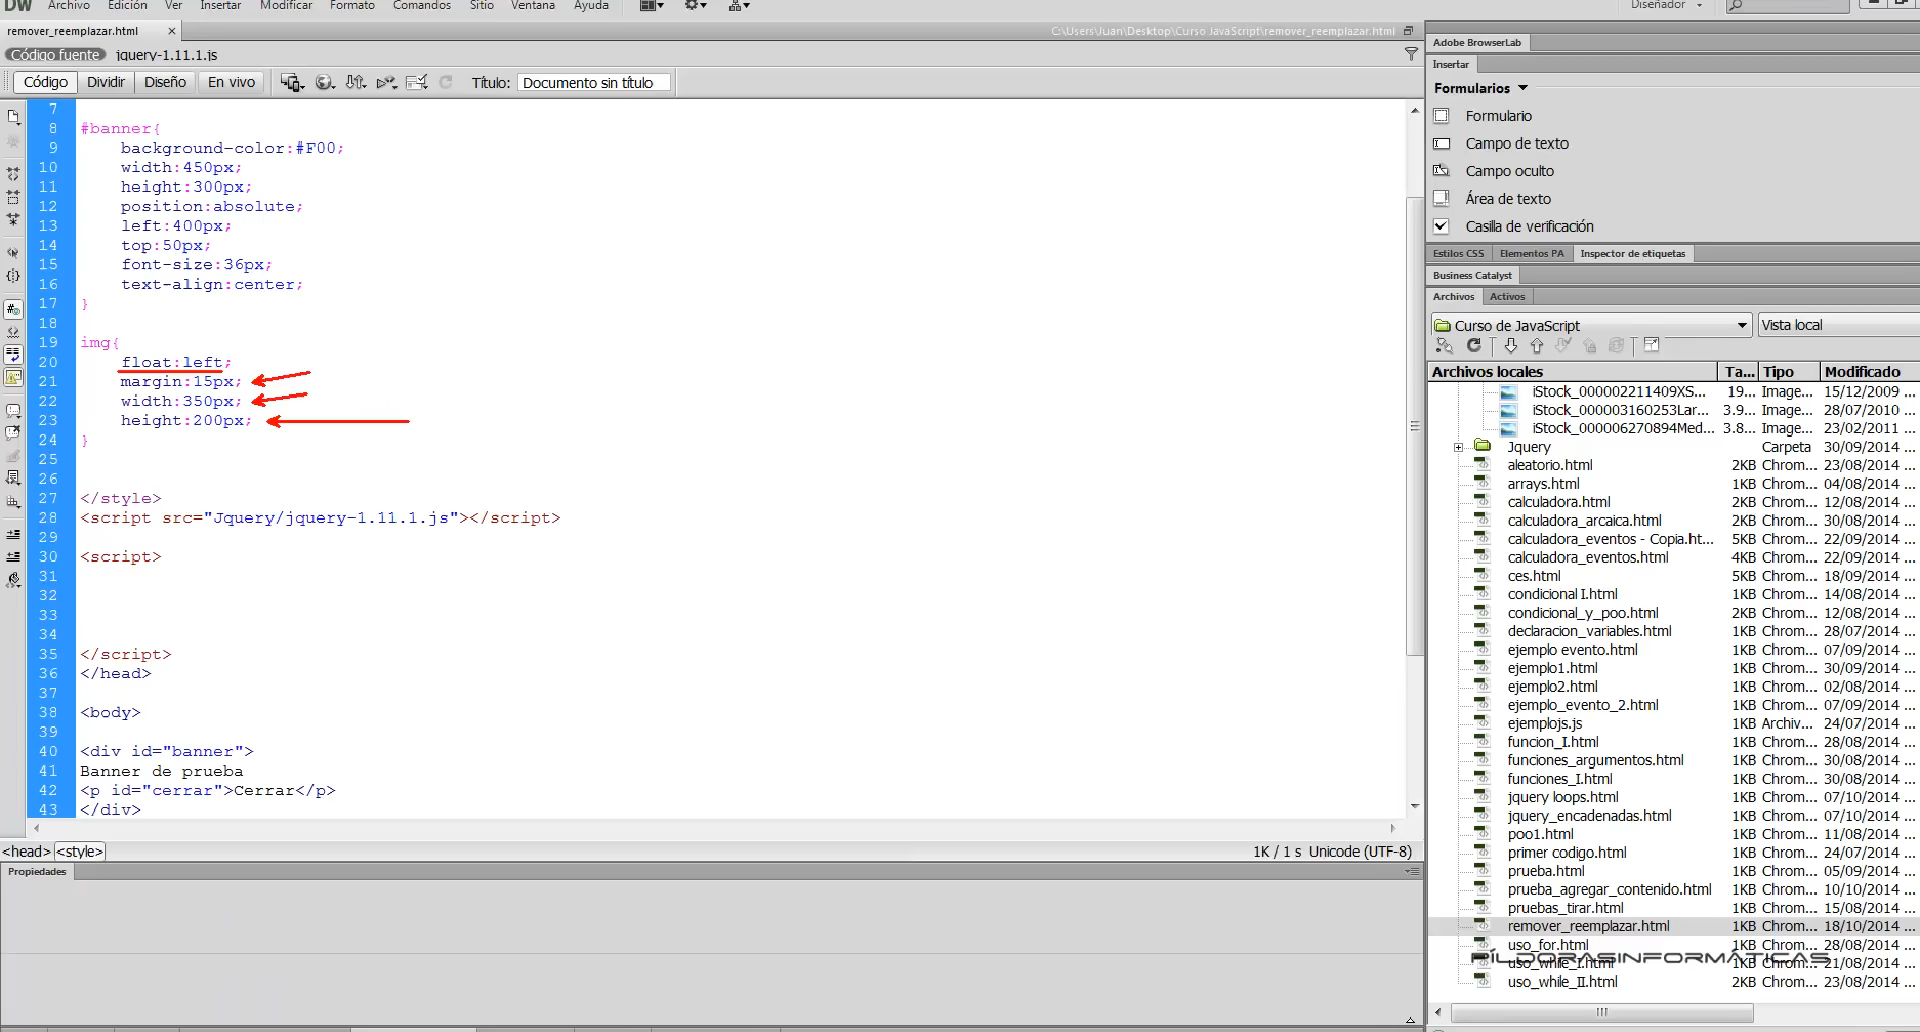 DW Archivo Edición Ver Insertar Modificar Formato Comandos Sitio Ventana Ayuda Diseñador
remover_reemplazar.html × C:\Users\Juan\Desktop\Curso JavaScript\remover_reemplazar.html
Código fuente jquery-1.11.1.js
Código Dividir Diseño En vivo Título: Documento sin título
7
8 #banner{
9 background-color:#F00;
10 width:450px;
11 height:300px;
12 position:absolute;
13 left:400px;
14 top:50px;
15 font-size:36px;
16 text-align:center;
17 }
18
19 img{
20 float:left;
21 margin:15px;
22 width:350px;
23 height:200px;
24 }
25
26
27 </style>
28 <script src="Jquery/jquery-1.11.1.js"></script>
29
30 <script>
31
32
33
34
35 </script>
36 </head>
37
38 <body>
39
40 <div id="banner">
41 Banner de prueba
42 <p id="cerrar">Cerrar</p>
43 </div>
<head> <style> 1K / 1 s Unicode (UTF-8)
Propiedades
Adobe BrowserLab
Insertar
Formularios
Formulario
Campo de texto
Campo oculto
Área de texto
Casilla de verificación
Estilos CSS Elementos PA Inspector de etiquetas
Business Catalyst
Archivos Activos
Curso de JavaScript Vista local
Archivos locales Ta... Tipo Modificado
iStock_000002211409XS... 19... Image... 15/12/2009
iStock_000003160253Lar... 3.9... Image... 28/07/2010
iStock_000006270894Med... 3.8... Image... 23/02/2011
Jquery Carpeta 30/09/2014 ...
aleatorio.html 2KB Chrom... 23/08/2014 ...
arrays.html 1KB Chrom... 04/08/2014 ...
calculadora.html 2KB Chrom... 12/08/2014 ...
calculadora_arcaica.html 2KB Chrom... 30/08/2014 ...
calculadora_eventos - Copia.ht... 5KB Chrom... 22/09/2014 ...
calculadora_eventos.html 4KB Chrom... 22/09/2014 ...
ces.html 5KB Chrom... 18/09/2014 ...
condicional I.html 1KB Chrom... 14/08/2014 ...
condicional_y_poo.html 2KB Chrom... 12/08/2014 ...
declaracion_variables.html 1KB Chrom... 28/07/2014 ...
ejemplo evento.html 1KB Chrom... 07/09/2014 ...
ejemplo1.html 1KB Chrom... 30/09/2014 ...
ejemplo2.html 1KB Chrom... 02/08/2014 ...
ejemplo_evento_2.html 1KB Chrom... 07/09/2014 ...
ejemplojs.js 1KB Archiv... 24/07/2014 ...
funcion_I.html 1KB Chrom... 28/08/2014 ...
funciones_argumentos.html 1KB Chrom... 30/08/2014 ...
funciones_I.html 1KB Chrom... 30/08/2014 ...
jquery loops.html 1KB Chrom... 07/10/2014 ...
jquery_encadenadas.html 1KB Chrom... 07/10/2014 ...
poo1.html 1KB Chrom... 11/08/2014 ...
primer codigo.html 1KB Chrom... 24/07/2014 ...
prueba.html 1KB Chrom... 05/09/2014 ...
prueba_agregar_contenido.html 1KB Chrom... 10/10/2014 ...
pruebas_tirar.html 1KB Chrom... 15/08/2014 ...
remover_reemplazar.html 1KB Chrom... 18/10/2014 ...
uso_for.html 1KB Chrom... 28/08/2014 ...
PÍLDORASINFORMÁTICAS
uso_while_I.html 1KB Chrom... 21/08/2014 ...
uso_while_II.html 2KB Chrom... 23/08/2014 ...